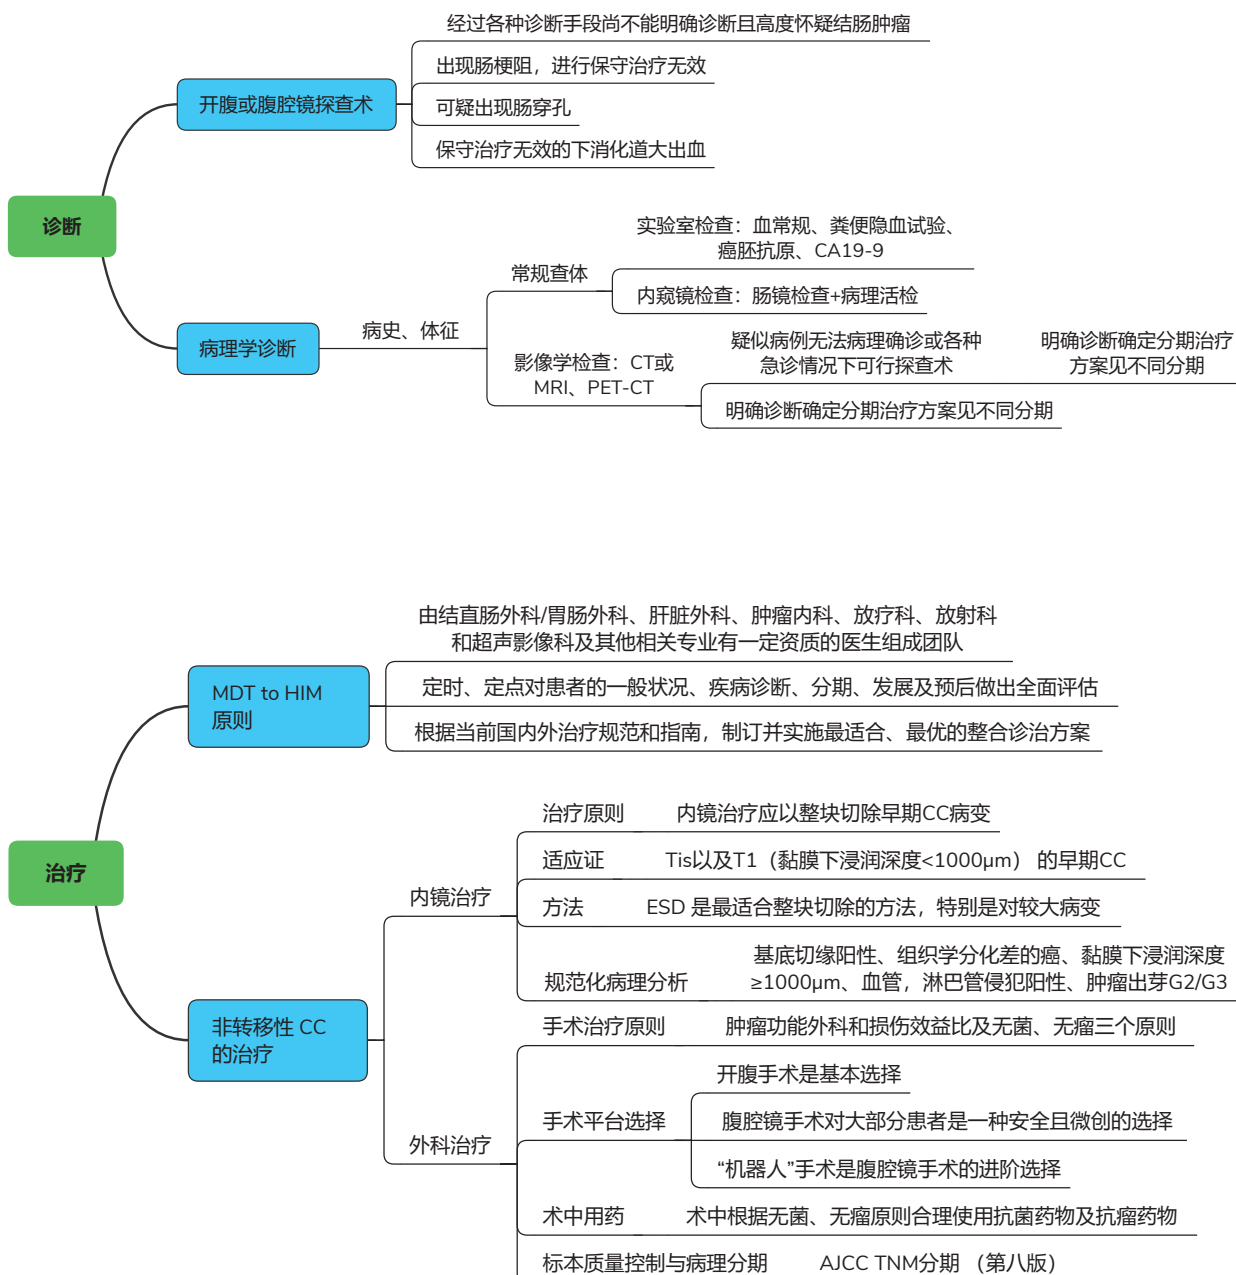 经过各种诊断手段尚不能明确诊断且高度怀疑结肠肿瘤
出现肠梗阻，进行保守治疗无效
开腹或腹腔镜探查术
可疑出现肠穿孔
保守治疗无效的下消化道大出血
诊断
实验室检查：血常规、粪便隐血试验、
癌胚抗原、CA19-9
常规查体
内窥镜检查：肠镜检查+病理活检
病理学诊断
病史、体征
影像学检查：CT或
MRI、PET-CT
疑似病例无法病理确诊或各种
急诊情况下可行探查术
明确诊断确定分期治疗
方案见不同分期
明确诊断确定分期治疗方案见不同分期
由结直肠外科/胃肠外科、肝脏外科、肿瘤内科、放疗科、放射科
和超声影像科及其他相关专业有一定资质的医生组成团队
MDT to HIM
原则
定时、定点对患者的一般状况、疾病诊断、分期、发展及预后做出全面评估
根据当前国内外治疗规范和指南，制订并实施最适合、最优的整合诊治方案
治疗
治疗原则 内镜治疗应以整块切除早期CC病变
适应证 Tis以及T1（黏膜下浸润深度<1000μm） 的早期CC
内镜治疗
方法 ESD 是最适合整块切除的方法，特别是对较大病变
规范化病理分析
基底切缘阳性、组织学分化差的癌、黏膜下浸润深度
≥1000μm、血管，淋巴管侵犯阳性、肿瘤出芽G2/G3
非转移性 CC
的治疗
手术治疗原则 肿瘤功能外科和损伤效益比及无菌、无瘤三个原则
开腹手术是基本选择
手术平台选择
腹腔镜手术对大部分患者是一种安全且微创的选择
“机器人”手术是腹腔镜手术的进阶选择
外科治疗
术中用药 术中根据无菌、无瘤原则合理使用抗菌药物及抗瘤药物
标本质量控制与病理分期 AJCC TNM分期 （第八版）